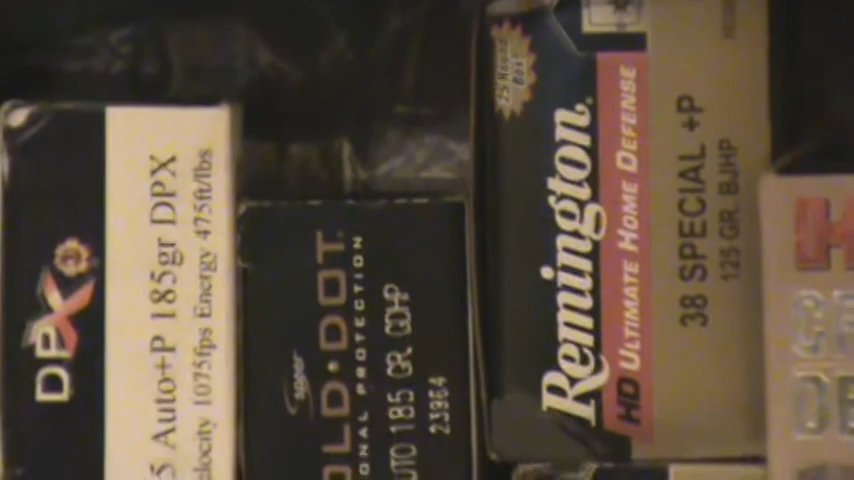 DPX
5 Auto+P 185gr DPX
elocity 1075fps Energy 475ft/lbs
Speer
OLD·DOT
ONAL PROTECTION
UTO 185 GR. GDHP
23964
25 Round
Box
Remington
HD ULTIMATE HOME DEFENSE
38 SPECIAL +P
125 GR. BJHP